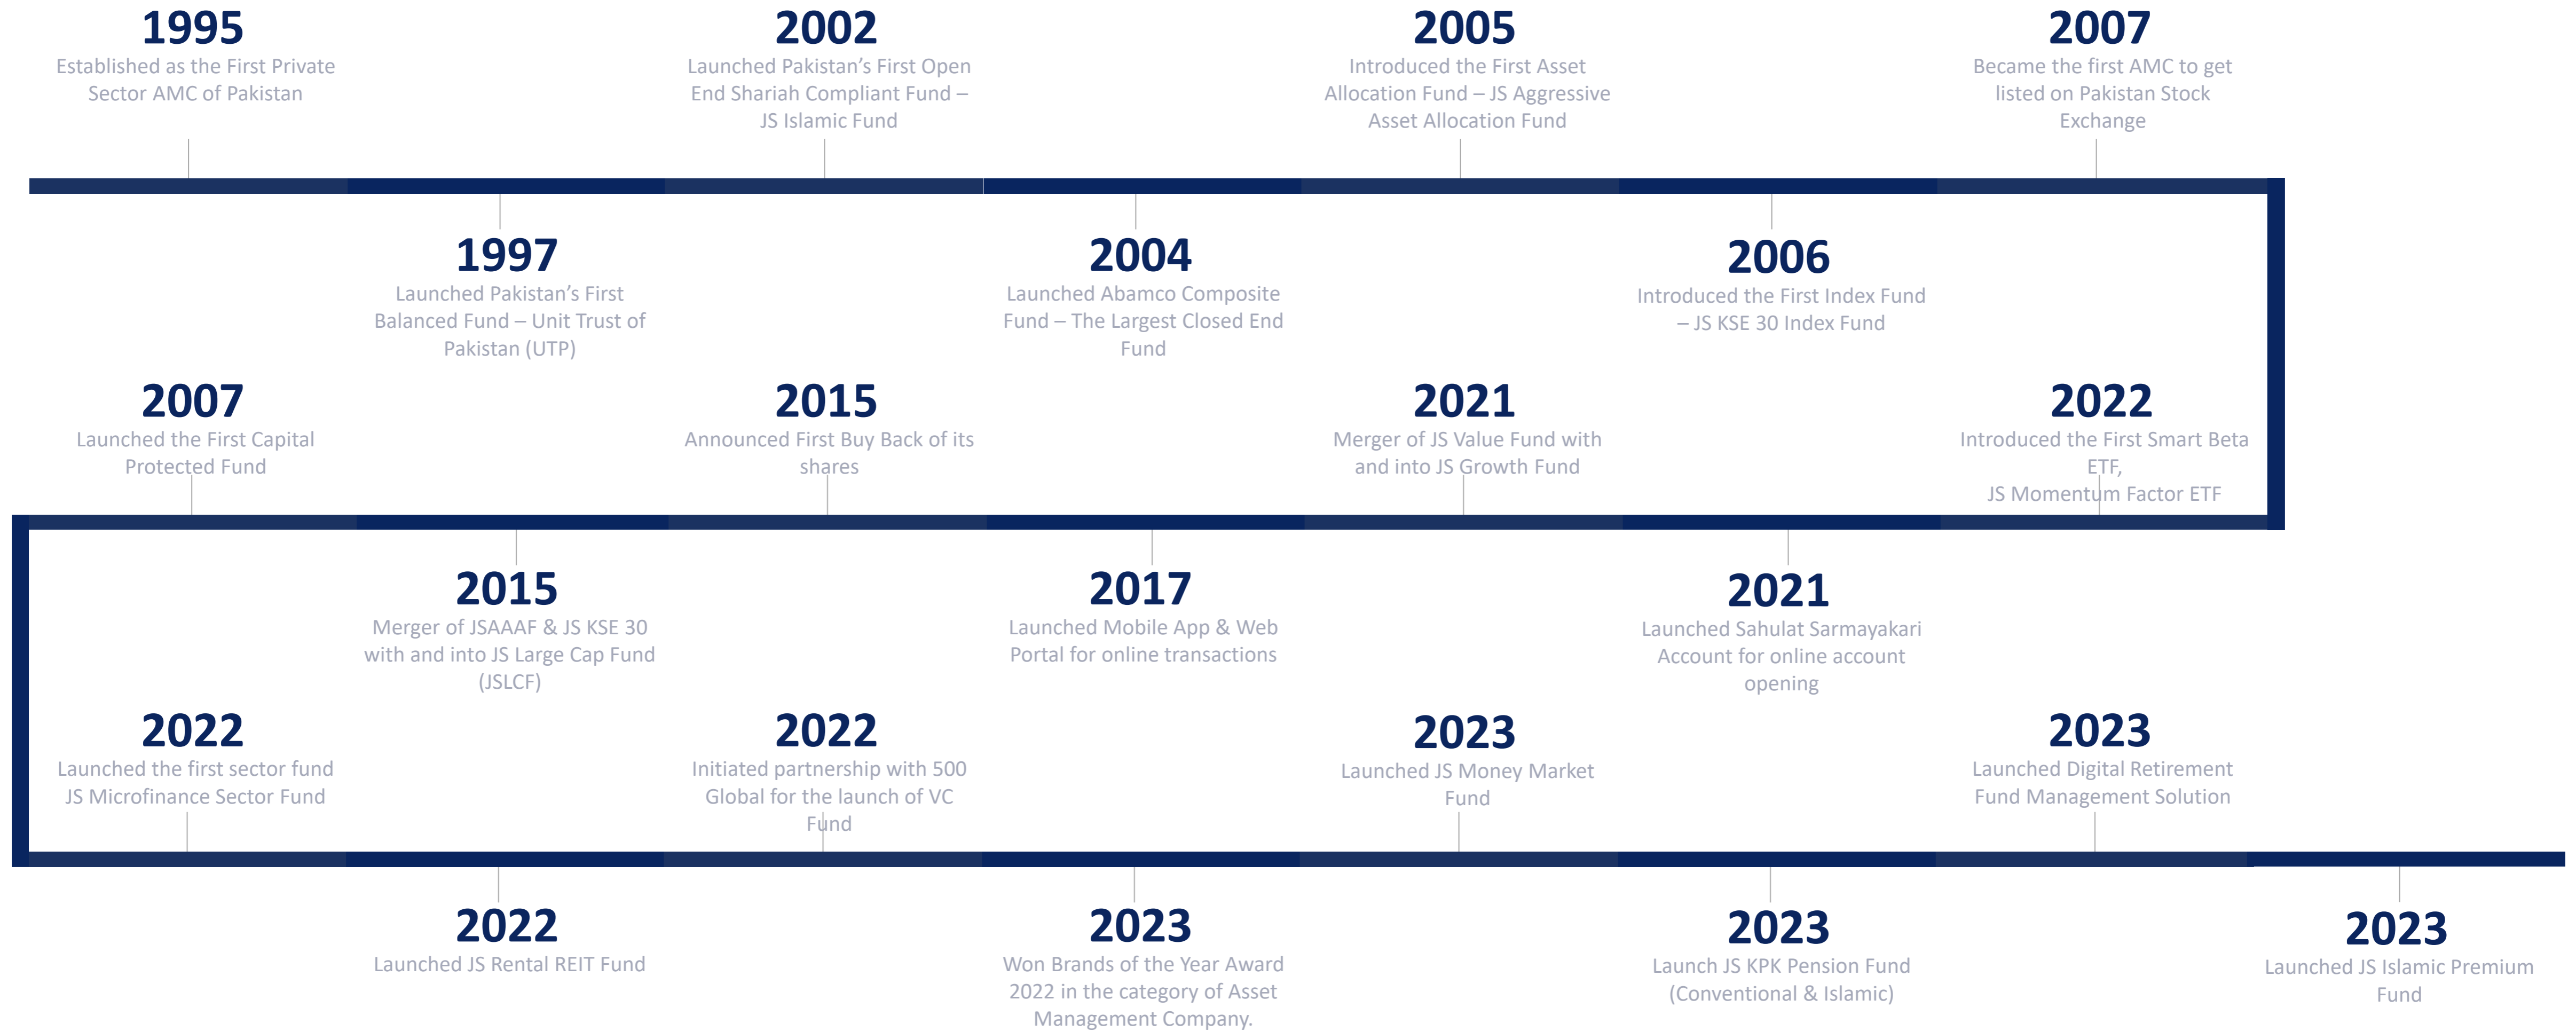 1995
Established as the First Private
Sector AMC of Pakistan
1997
Launched Pakistan’s First
Balanced Fund – Unit Trust of
Pakistan (UTP)
2002
Launched Pakistan’s First Open
End Shariah Compliant Fund –
JS Islamic Fund
2004
Launched Abamco Composite
Fund – The Largest Closed End
Fund
2005
Introduced the First Asset
Allocation Fund – JS Aggressive
Asset Allocation Fund
2006
Introduced the First Index Fund
– JS KSE 30 Index Fund
2007
Became the first AMC to get
listed on Pakistan Stock
Exchange
2007
Launched the First Capital
Protected Fund
2015
Merger of JSAAAF & JS KSE 30
with and into JS Large Cap Fund
(JSLCF)
2015
Announced First Buy Back of its
shares
2017
Launched Mobile App & Web
Portal for online transactions
2021
Merger of JS Value Fund with
and into JS Growth Fund
2021
Launched Sahulat Sarmayakari
Account for online account
opening
2022
Introduced the First Smart Beta
ETF,
JS Momentum Factor ETF
2022
Launched the first sector fund
JS Microfinance Sector Fund
2022
Launched JS Rental REIT Fund
2022
Initiated partnership with 500
Global for the launch of VC
Fund
2023
Won Brands of the Year Award
2022 in the category of Asset
Management Company.
2023
Launched JS Money Market
Fund
2023
Launch JS KPK Pension Fund
(Conventional & Islamic)
2023
Launched Digital Retirement
Fund Management Solution
2023
Launched JS Islamic Premium
Fund